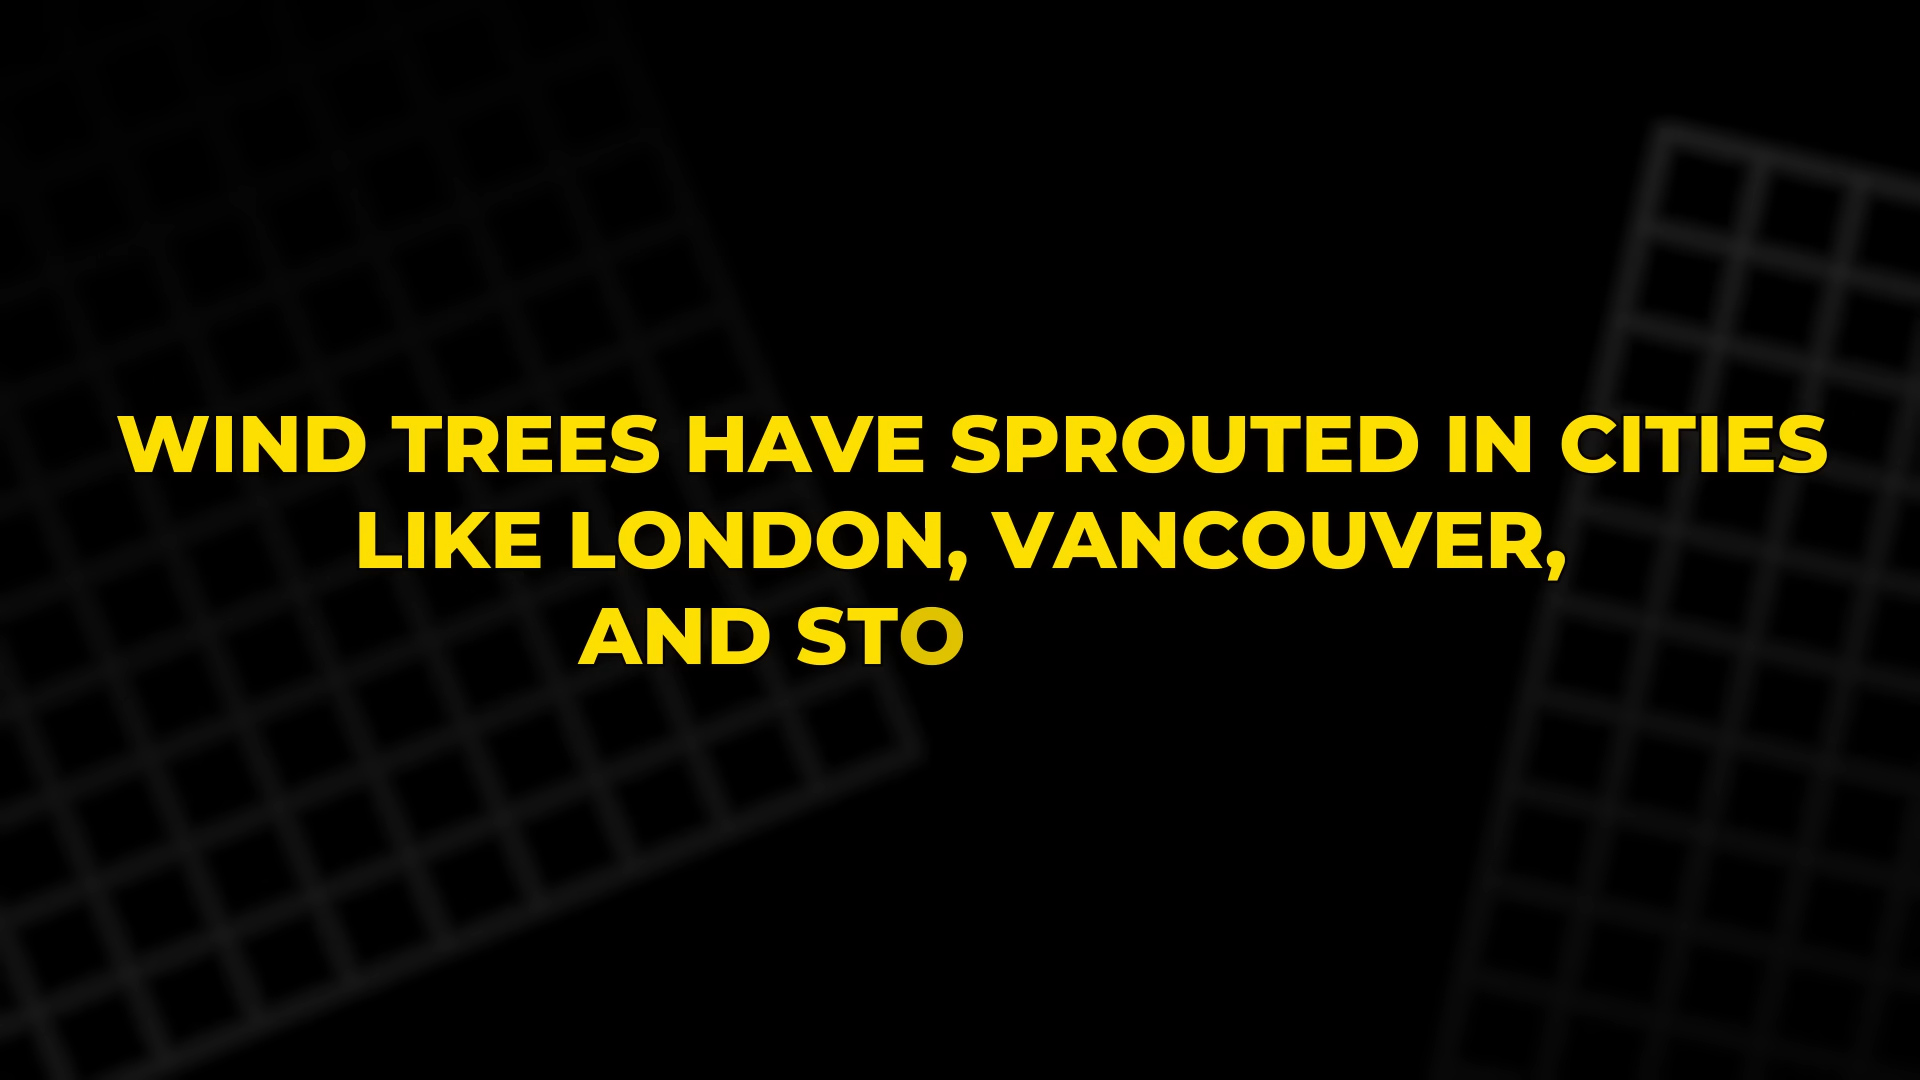 WIND TREES HAVE SPROUTED IN CITIES
LIKE LONDON, VANCOUVER,
AND STO